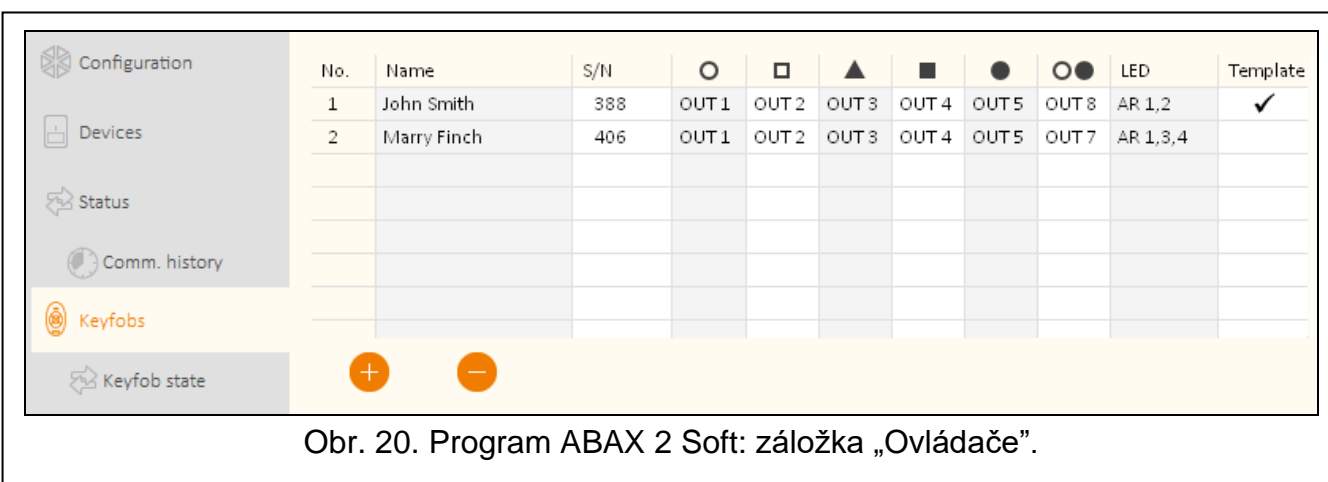 Configuration
Devices
Status
Comm. history
Keyfobs
Keyfob state
No. Name S/N LED Template
1 John Smith 388 OUT 1 OUT 2 OUT 3 OUT 4 OUT 5 OUT 8 AR 1,2 ✓
2 Marry Finch 406 OUT 1 OUT 2 OUT 3 OUT 4 OUT 5 OUT 7 AR 1,3,4
Obr. 20. Program ABAX 2 Soft: záložka „Ovládače”.